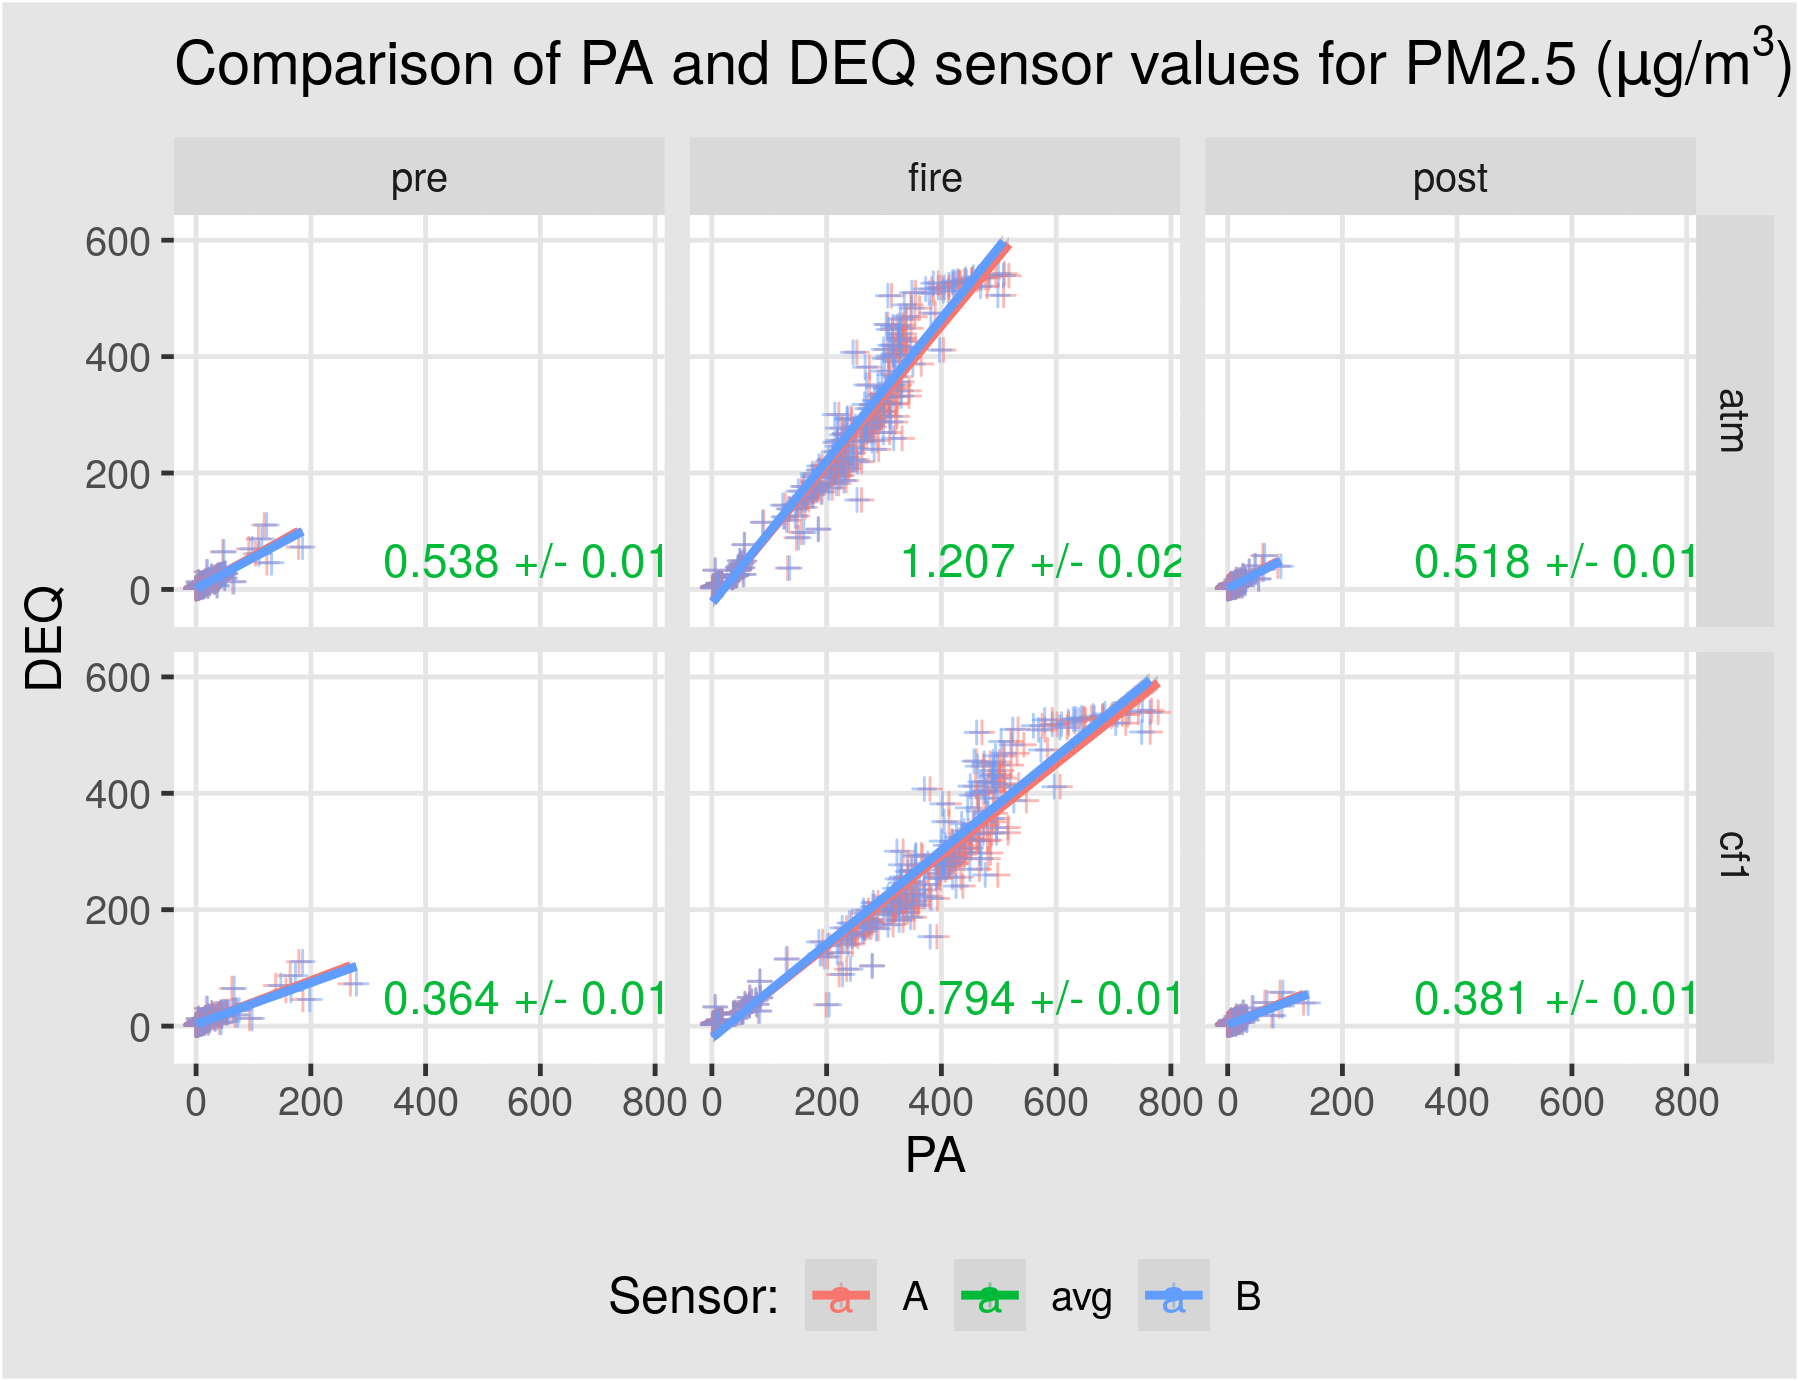 Comparison of PA and DEQ sensor values for PM2.5 (µg/m³)
pre fire post
600
400
200
0
0.538 +/- 0.01 1.207 +/- 0.02 0.518 +/- 0.01
atm
DEQ
600
400
200
0
0.364 +/- 0.01 0.794 +/- 0.01 0.381 +/- 0.01
cf1
0 200 400 600 800 0 200 400 600 800 0 200 400 600 800
PA
Sensor: a A a avg a B